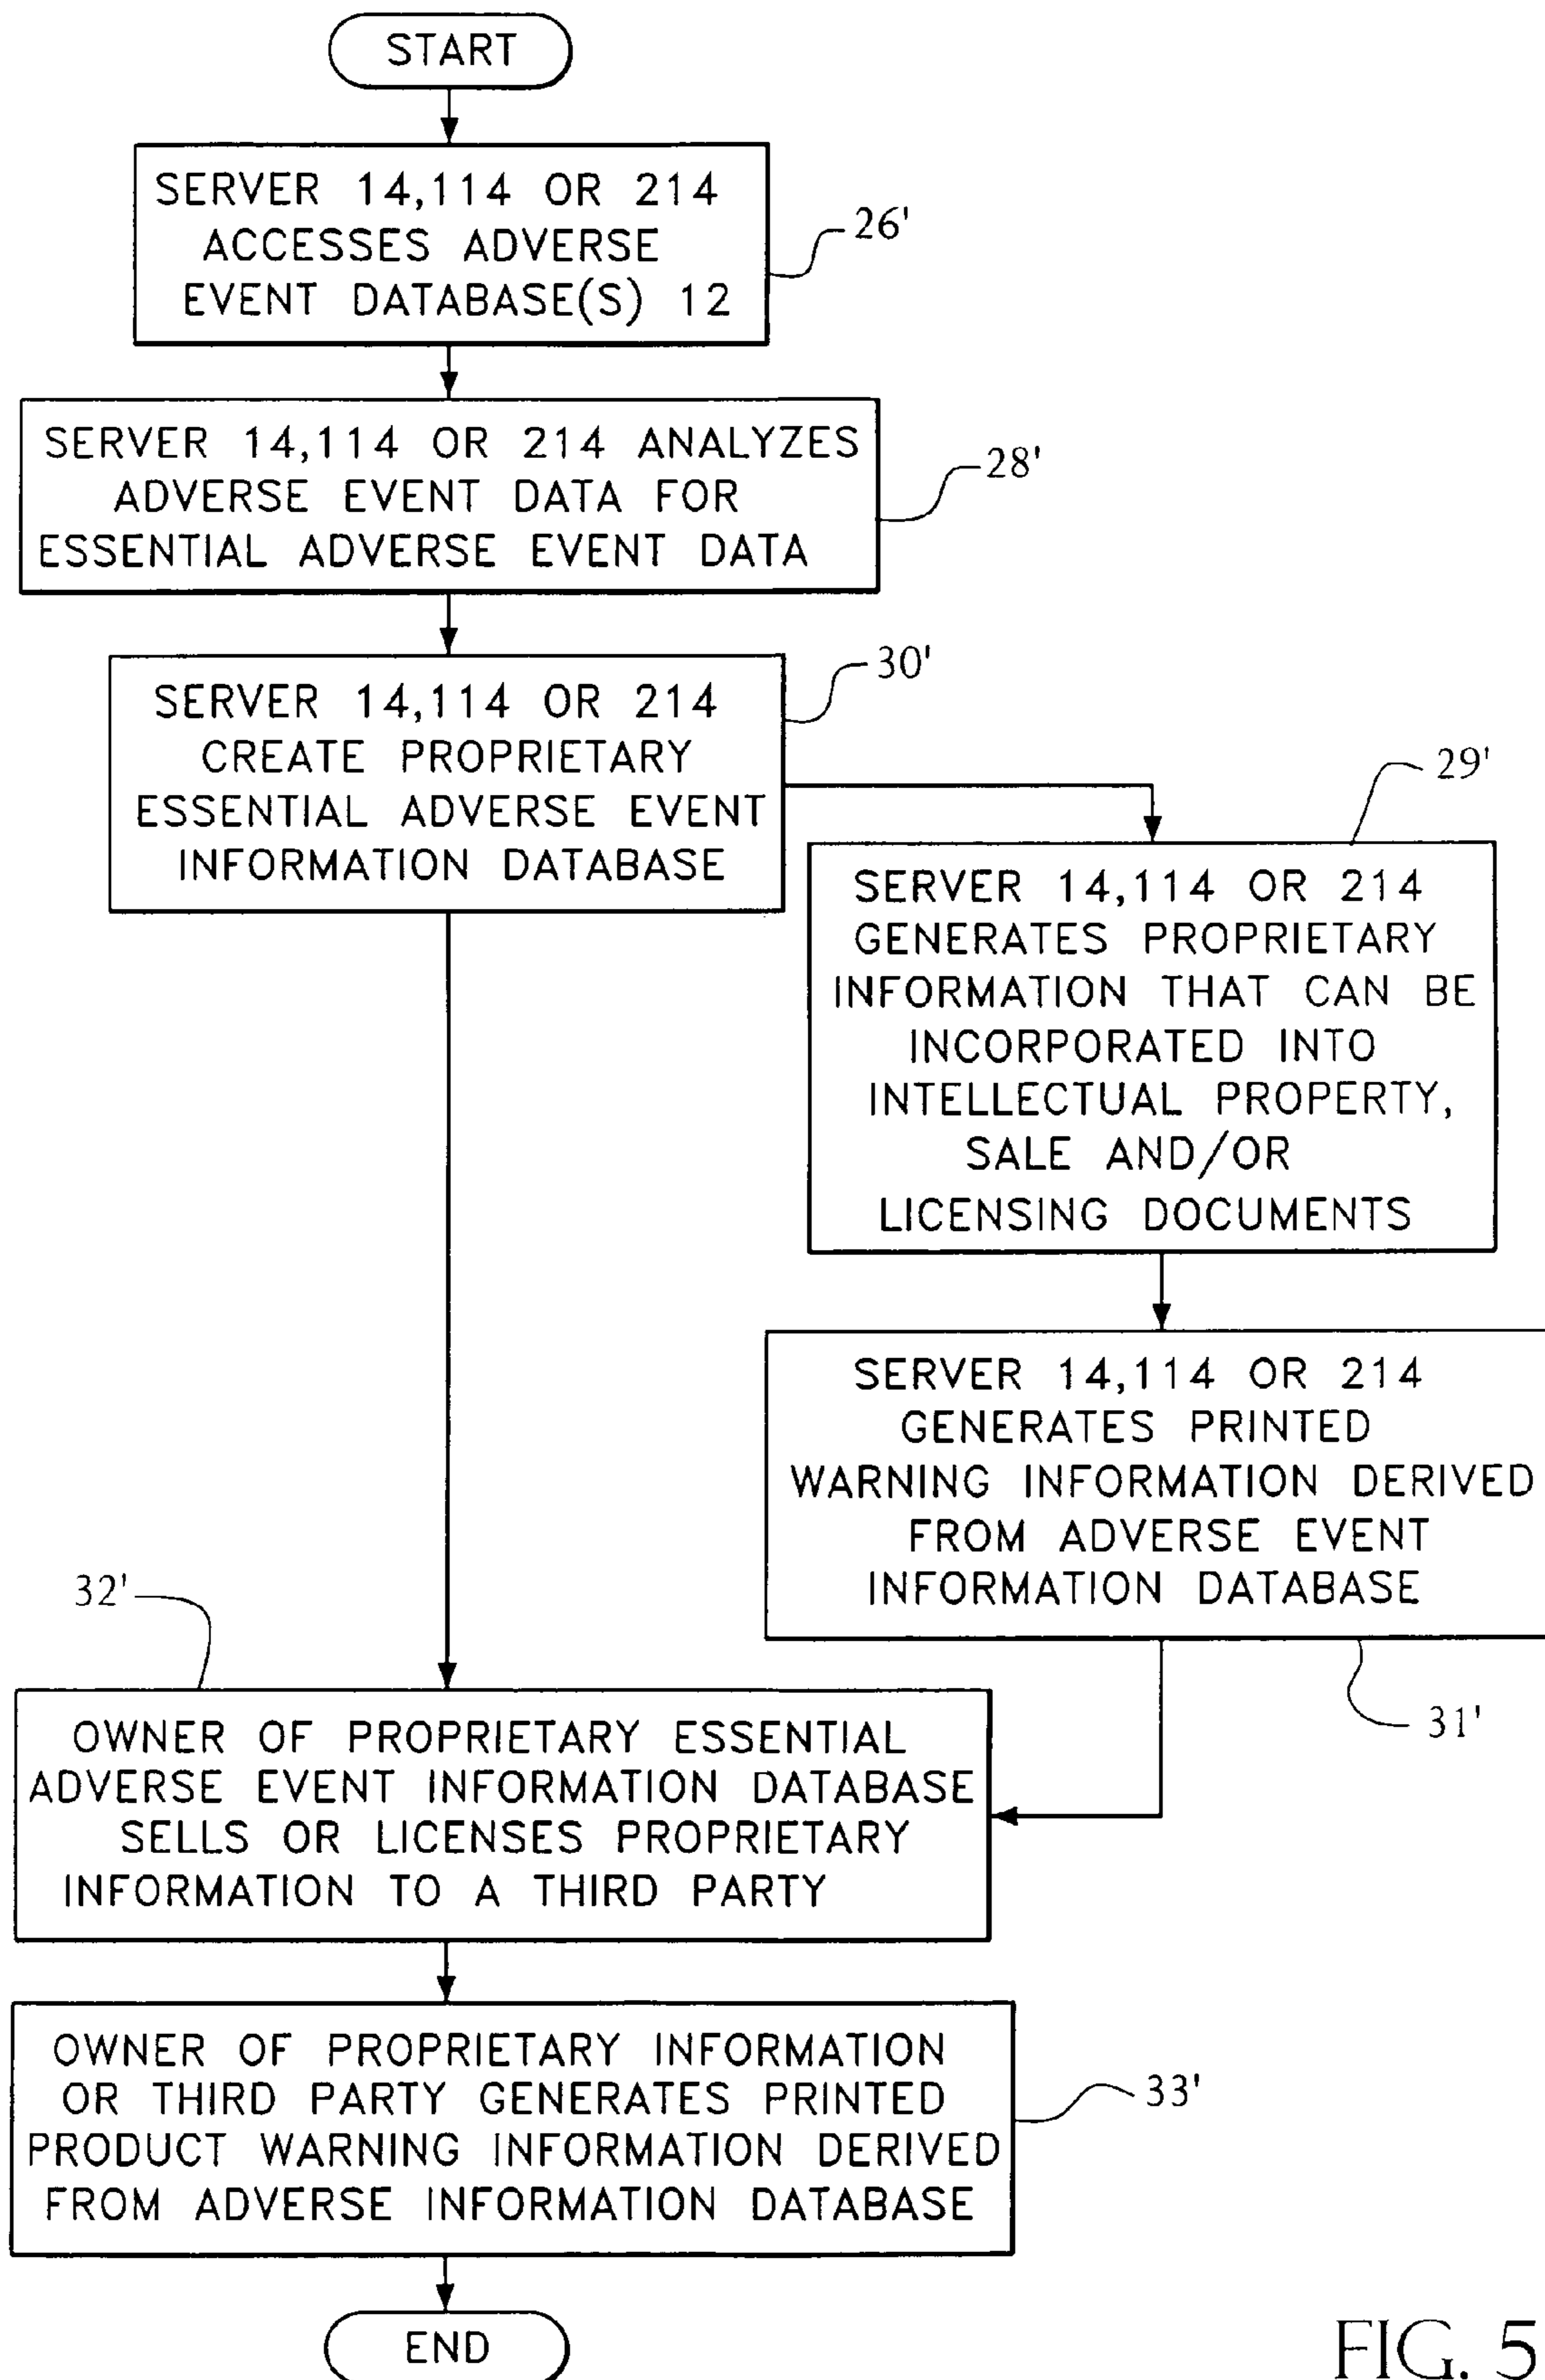 START
SERVER 14,114 OR 214
ACCESSES ADVERSE
EVENT DATABASE(S) 12
26'
SERVER 14,114 OR 214 ANALYZES
ADVERSE EVENT DATA FOR
ESSENTIAL ADVERSE EVENT DATA
28'
SERVER 14,114 OR 214
CREATE PROPRIETARY
ESSENTIAL ADVERSE EVENT
INFORMATION DATABASE
30'
29'
SERVER 14,114 OR 214
GENERATES PROPRIETARY
INFORMATION THAT CAN BE
INCORPORATED INTO
INTELLECTUAL PROPERTY,
SALE AND/OR
LICENSING DOCUMENTS
SERVER 14,114 OR 214
GENERATES PRINTED
WARNING INFORMATION DERIVED
FROM ADVERSE EVENT
INFORMATION DATABASE
31'
32'
OWNER OF PROPRIETARY ESSENTIAL
ADVERSE EVENT INFORMATION DATABASE
SELLS OR LICENSES PROPRIETARY
INFORMATION TO A THIRD PARTY
OWNER OF PROPRIETARY INFORMATION
OR THIRD PARTY GENERATES PRINTED
PRODUCT WARNING INFORMATION DERIVED
FROM ADVERSE INFORMATION DATABASE
33'
END
FIG. 5